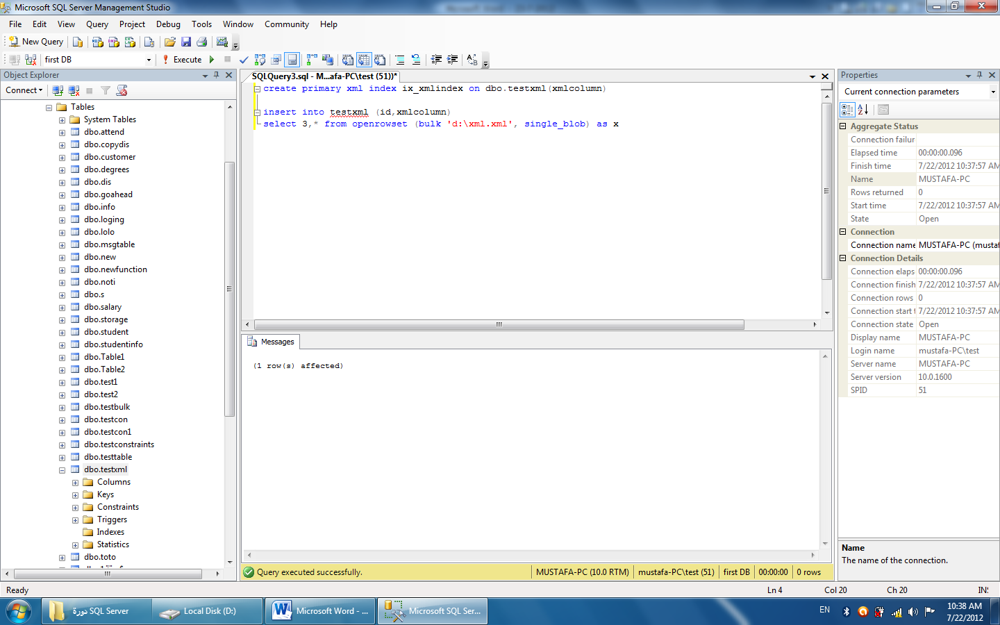 Microsoft SQL Server Management Studio
File Edit View Query Project Debug Tools Window Community Help
New Query
first DB Execute
Object Explorer
Connect
Tables
System Tables
dbo.attend
dbo.copydis
dbo.customer
dbo.degrees
dbo.dis
dbo.goahead
dbo.info
dbo.loging
dbo.lolo
dbo.msgtable
dbo.new
dbo.newfunction
dbo.noti
dbo.s
dbo.salary
dbo.storage
dbo.student
dbo.studentinfo
dbo.Table1
dbo.Table2
dbo.test1
dbo.test2
dbo.testbulk
dbo.testcon
dbo.testcon1
dbo.testconstraints
dbo.testtable
dbo.testxml
Columns
Keys
Constraints
Triggers
Indexes
Statistics
dbo.toto
SQLQuery3.sql - M...afa-PC\test (51))*
create primary xml index ix_xmlindex on dbo.testxml(xmlcolumn)
insert into testxml (id,xmlcolumn)
select 3,* from openrowset (bulk 'd:\xml.xml', single_blob) as x
Messages
(1 row(s) affected)
Query executed successfully. MUSTAFA-PC (10.0 RTM) mustafa-PC\test (51) first DB 00:00:00 0 rows
Properties
Current connection parameters
Aggregate Status
Connection failur
Elapsed time 00:00:00.096
Finish time 7/22/2012 10:37:57 AM
Name MUSTAFA-PC
Rows returned 0
Start time 7/22/2012 10:37:57 AM
State Open
Connection
Connection name MUSTAFA-PC (mustaf
Connection Details
Connection elaps 00:00:00.096
Connection finish 7/22/2012 10:37:57 AM
Connection rows 0
Connection start t 7/22/2012 10:37:57 AM
Connection state Open
Display name MUSTAFA-PC
Login name mustafa-PC\test
Server name MUSTAFA-PC
Server version 10.0.1600
SPID 51
Name
The name of the connection.
Ready Ln 4 Col 20 Ch 20 INS
دورة SQL Server
Local Disk (D:)
Microsoft Word - ...
Microsoft SQL Ser...
EN
10:38 AM
7/22/2012